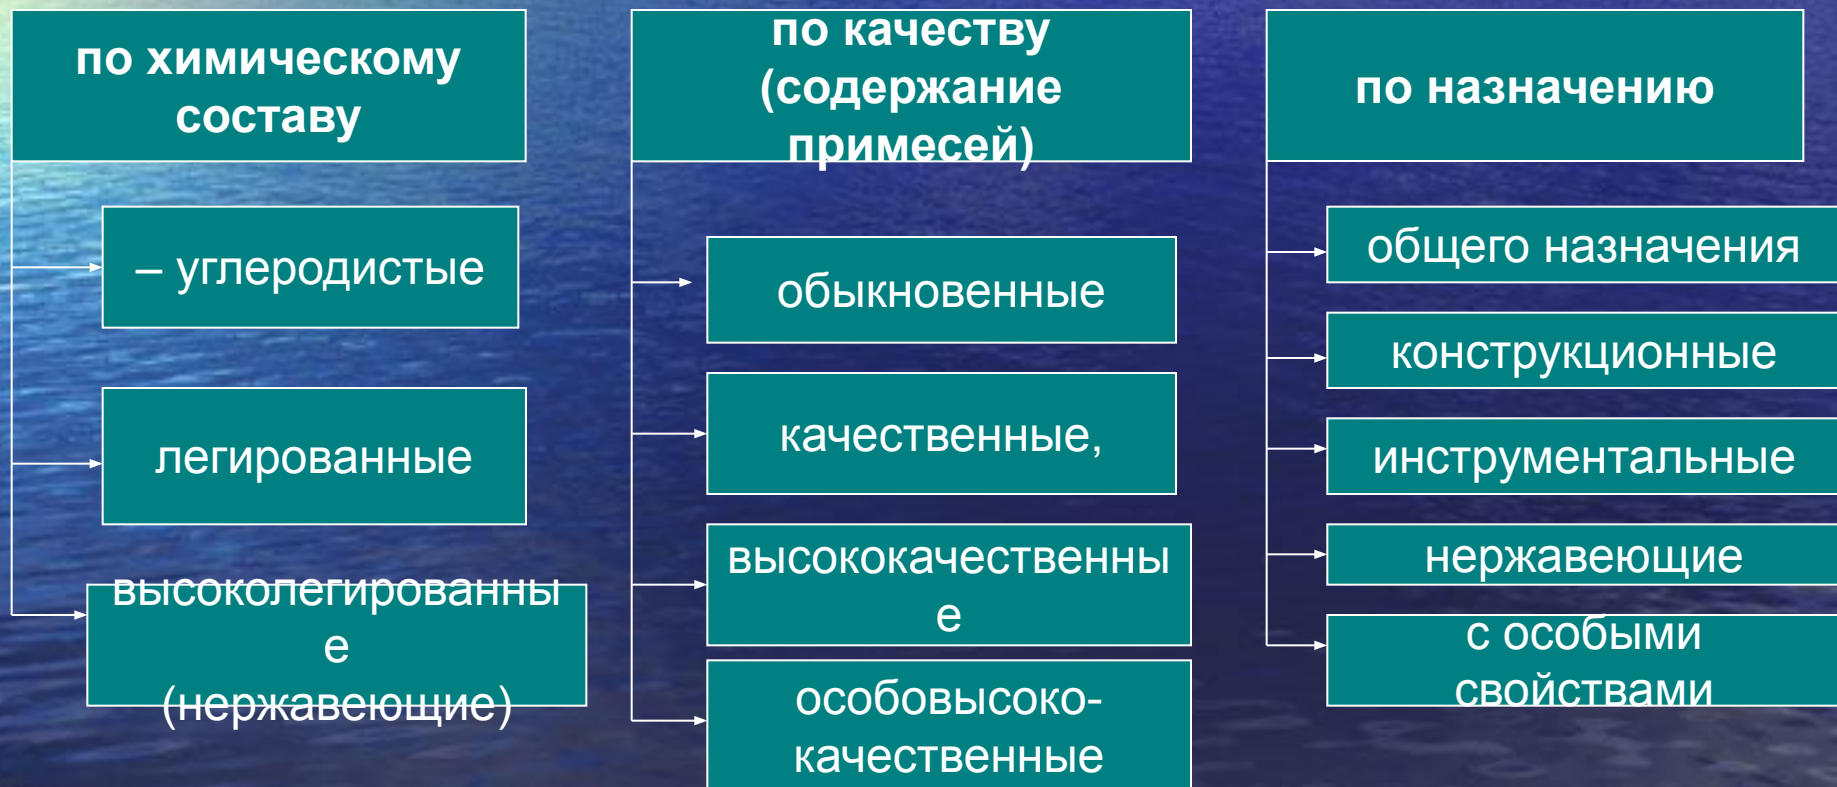 по химическому
составу
– углеродистые
легированные
высоколегированны
е
(нержавеющие)
по качеству
(содержание
примесей)
обыкновенные
качественные,
высококачественны
е
особовысоко-
качественные
по назначению
общего назначения
конструкционные
инструментальные
нержавеющие
с особыми
свойствами